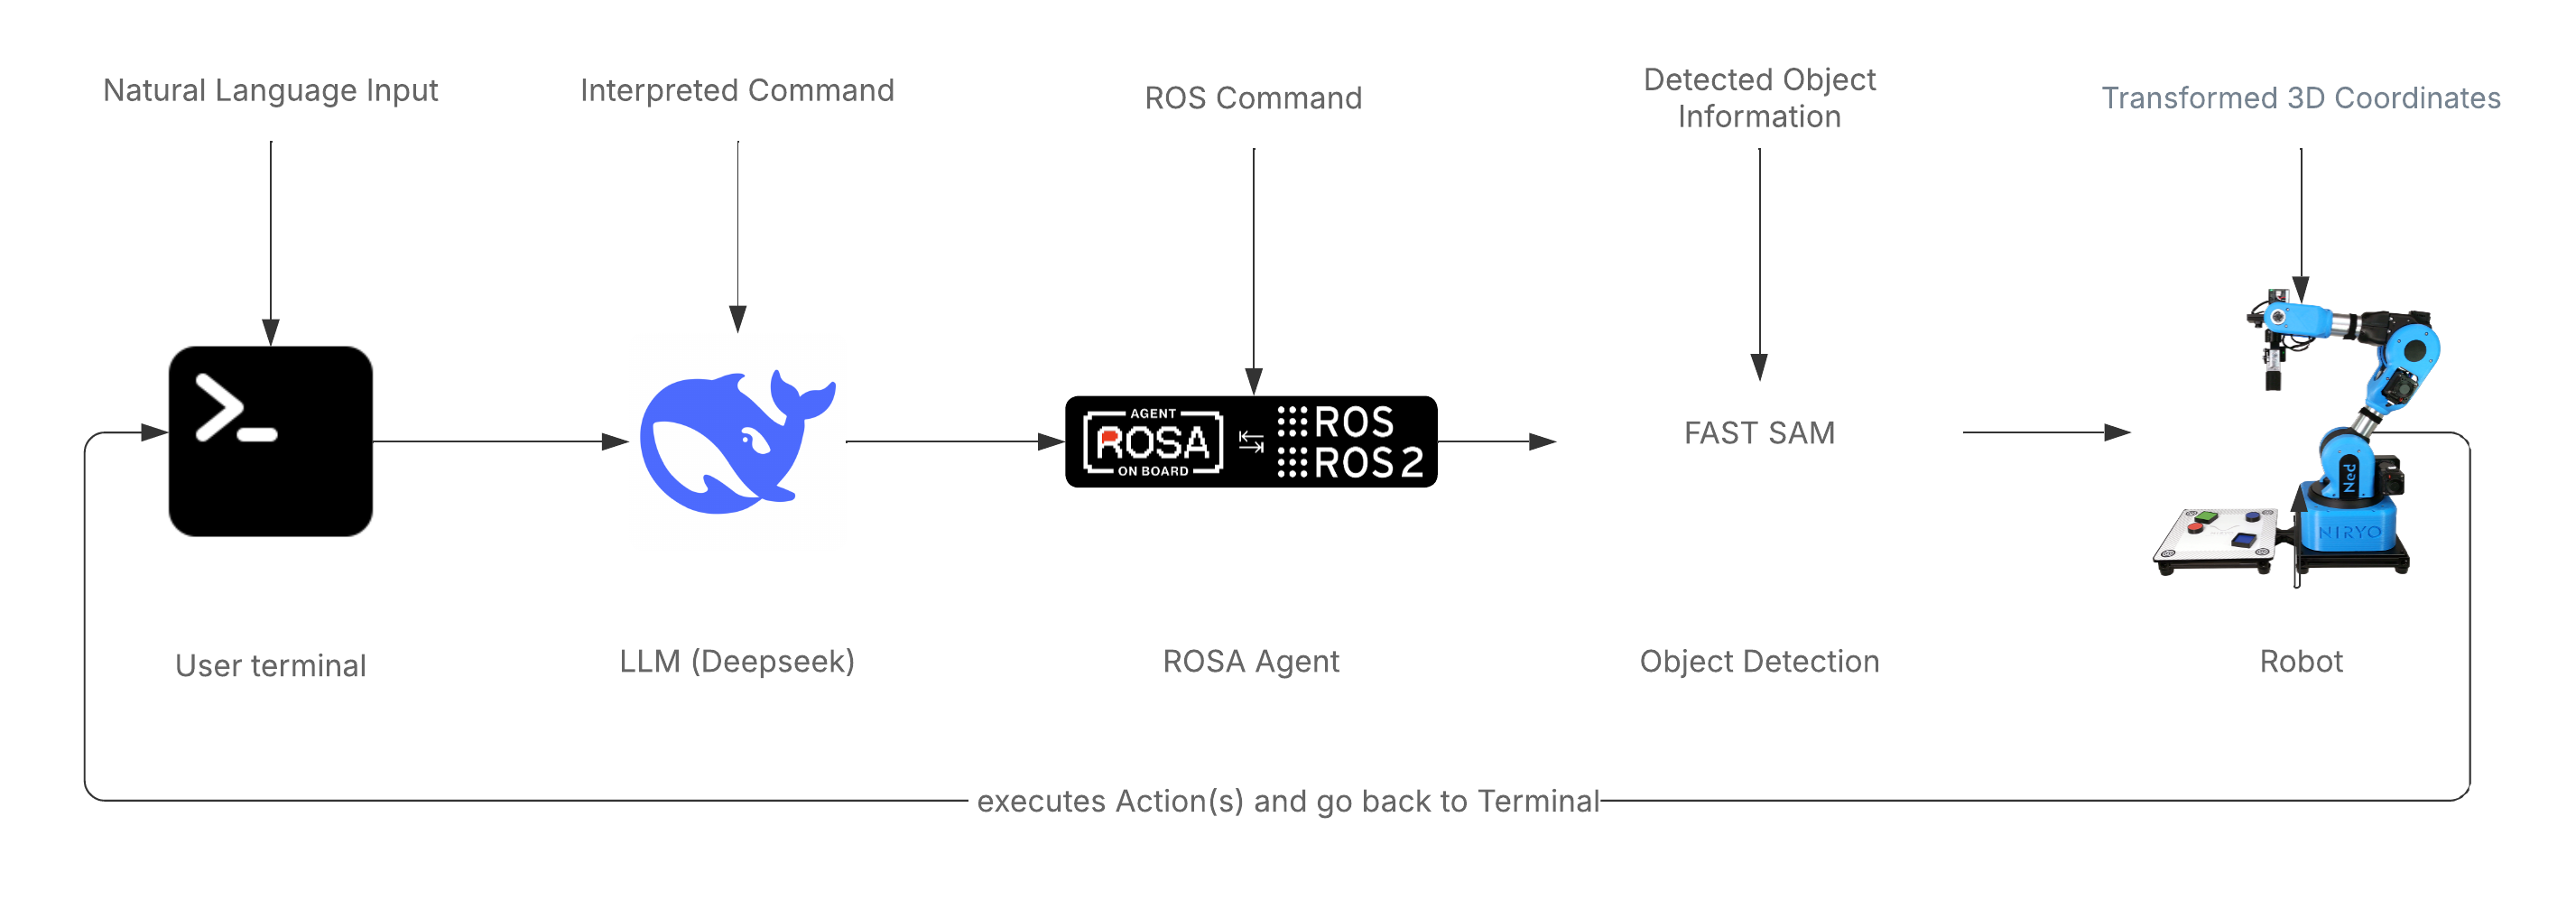 Natural Language Input
Interpreted Command
ROS Command
Detected Object
Information
Transformed 3D Coordinates
>_
AGENT
ROSA
ON BOARD
ROS
ROS 2
FAST SAM
Ned
NIRYO
User terminal
LLM (Deepseek)
ROSA Agent
Object Detection
Robot
executes Action(s) and go back to Terminal